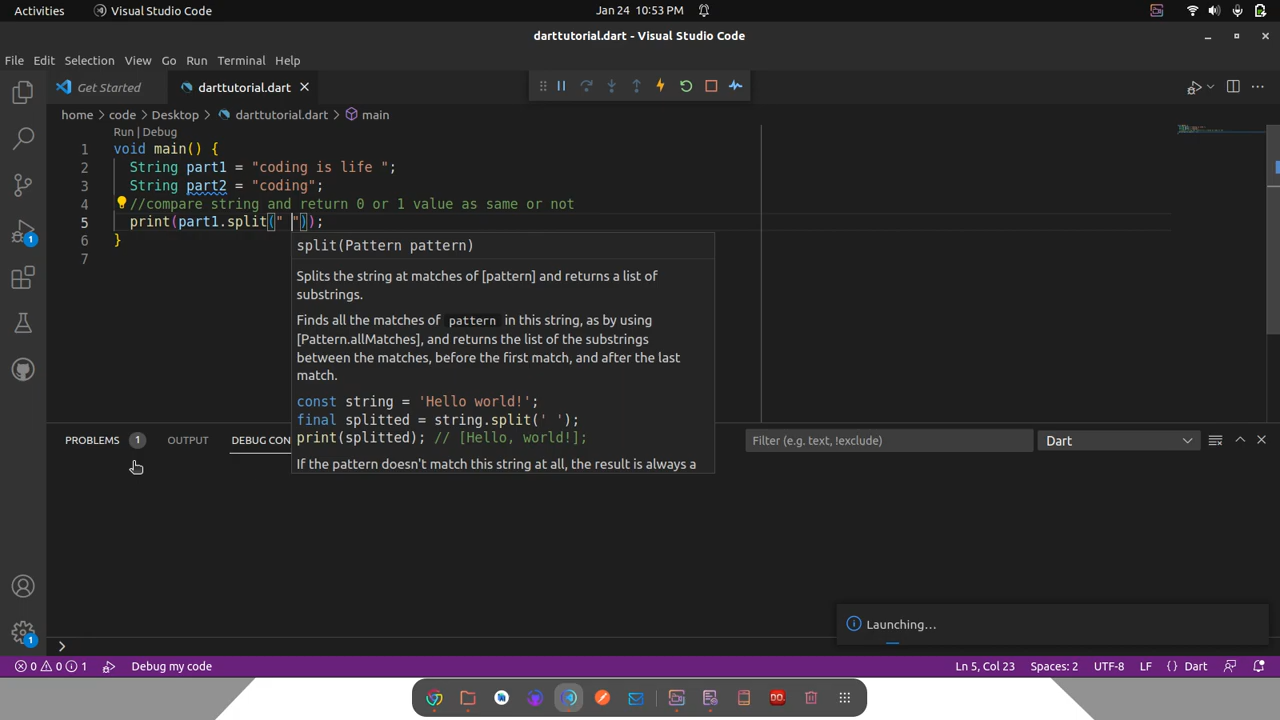 Activities
Visual Studio Code
Jan 24 10:53 PM
darttutorial.dart - Visual Studio Code
File Edit Selection View Go Run Terminal Help
Get Started
darttutorial.dart
home > code > Desktop > darttutorial.dart > main
Run | Debug
1 void main() {
2 String part1 = "coding is life ";
3 String part2 = "coding";
4 //compare string and return 0 or 1 value as same or not
5 print(part1.split(" "));
6 }
7
split(Pattern pattern)
Splits the string at matches of [pattern] and returns a list of
substrings.
Finds all the matches of pattern in this string, as by using
[Pattern.allMatches], and returns the list of the substrings
between the matches, before the first match, and after the last
match.
const string = 'Hello world!';
final splitted = string.split(' ');
print(splitted); // [Hello, world!];
If the pattern doesn't match this string at all, the result is always a
1
PROBLEMS 1 OUTPUT DEBUG CON
Filter (e.g. text, !exclude)
Dart
Launching...
1
0 0 1 Debug my code
Ln 5, Col 23 Spaces: 2 UTF-8 LF { } Dart